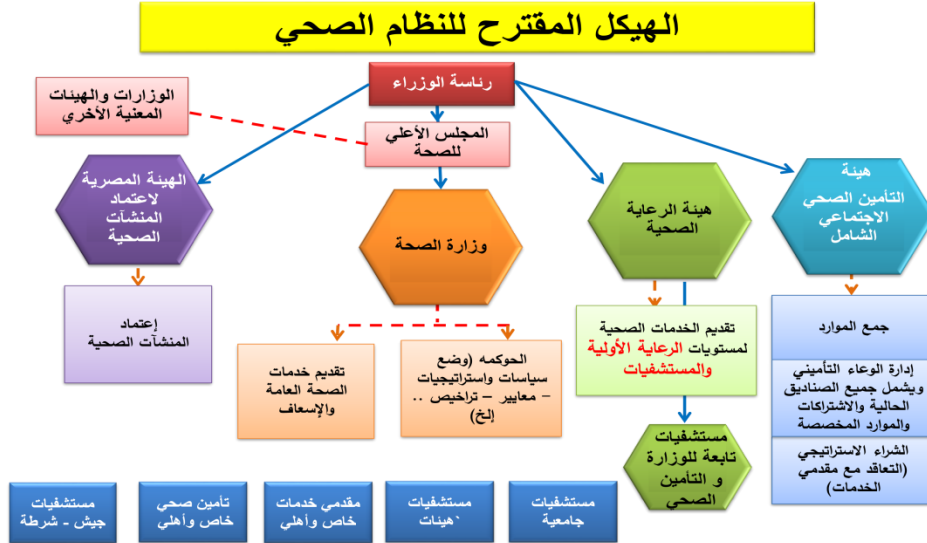 الهيكل المقترح للنظام الصحي
رئاسة الوزراء
الوزارات والهيئات
المعنية الأخري
المجلس الأعلي
للصحة
هيئة
التأمين الصحي
الاجتماعي
الشامل
هيئة الرعاية
الصحية
وزارة الصحة
الهيئة المصرية
لاعتماد
المنشآت
الصحية
جمع الموارد
إدارة الوعاء التأميني
ويشمل جميع الصناديق
الحالية والاشتراكات
والموارد المخصصة
الشراء الاستراتيجي
(التعاقد مع مقدمي
الخدمات)
تقديم الخدمات الصحية
لمستويات الرعاية الأولية
والمستشفيات
مستشفيات
تابعة للوزارة
و التأمين
الصحي
الحوكمه (وضع
سياسات واستراتيجيات
– معايير – تراخيص ..
إلخ)
تقديم خدمات
الصحة العامة
والإسعاف
إعتماد
المنشآت الصحية
مستشفيات
جامعية
مستشفيات
هيئات`
مقدمي خدمات
خاص وأهلي
تأمين صحي
خاص وأهلي
مستشفيات
جيش - شرطة